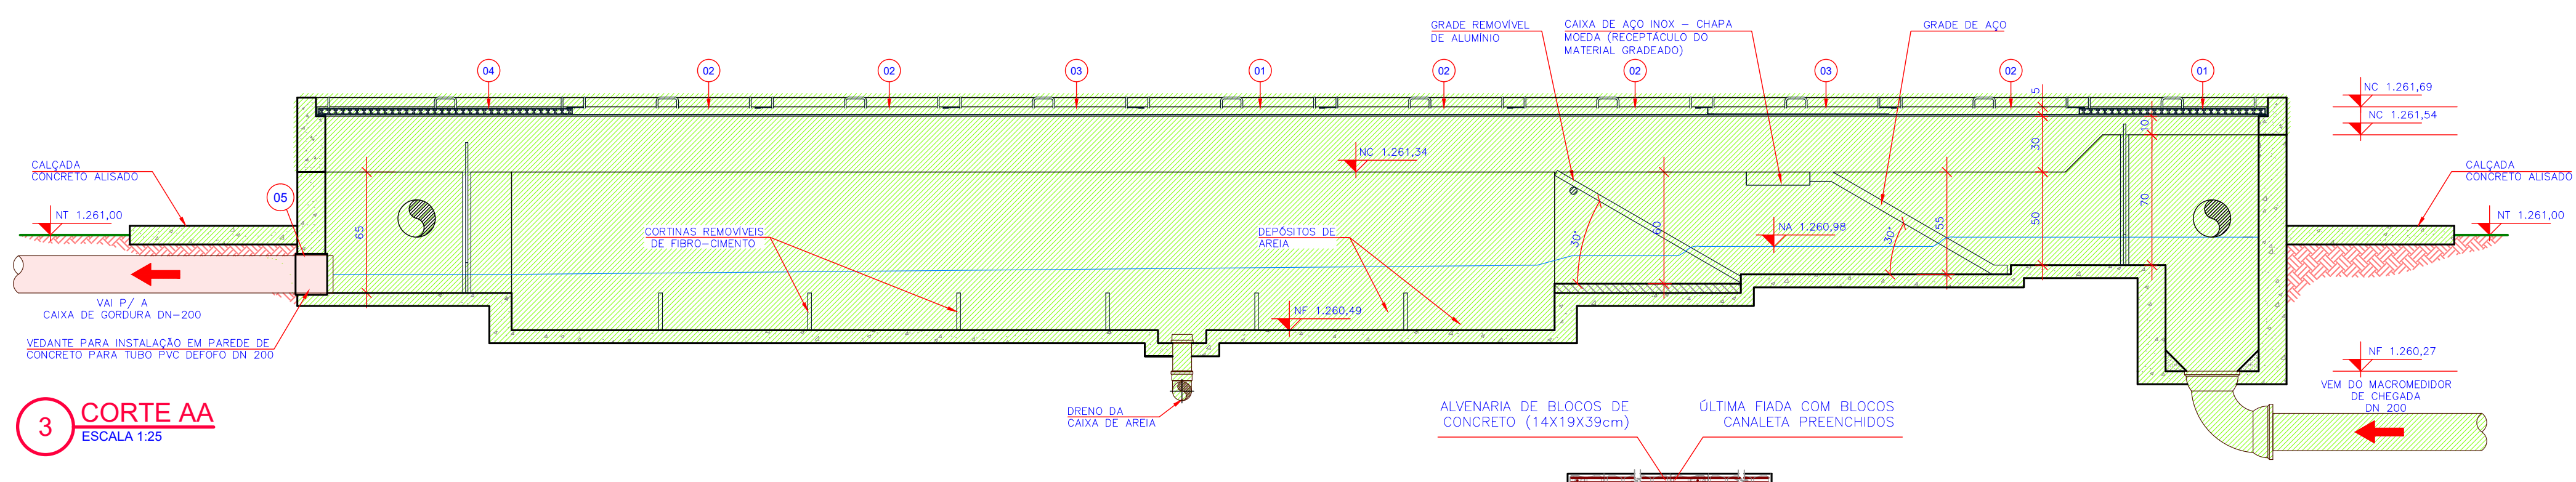 GRADE REMOVÍVEL
DE ALUMÍNIO
CAIXA DE AÇO INOX – CHAPA
MOEDA (RECEPTÁCULO DO
MATERIAL GRADEADO)
GRADE DE AÇO
04
02
02
03
01
02
02
03
02
01
5
NC 1.261,69
NC 1.261,54
10
30
NC 1.261,34
CALÇADA
CONCRETO ALISADO
CALÇADA
CONCRETO ALISADO
05
NT 1.261,00
NT 1.261,00
65
CORTINAS REMOVÍVEIS
DE FIBRO–CIMENTO
DEPÓSITOS DE
AREIA
30°
60
NA 1.260,98
30°
55
50
70
VAI P/ A
CAIXA DE GORDURA DN–200
NF 1.260,49
VEDANTE PARA INSTALAÇÃO EM PAREDE DE
CONCRETO PARA TUBO PVC DEFOFO DN 200
NF 1.260,27
VEM DO MACROMEDIDOR
DE CHEGADA
DN 200
DRENO DA
CAIXA DE AREIA
3
CORTE AA
ESCALA 1:25
ALVENARIA DE BLOCOS DE
CONCRETO (14X19X39cm)
ÚLTIMA FIADA COM BLOCOS
CANALETA PREENCHIDOS